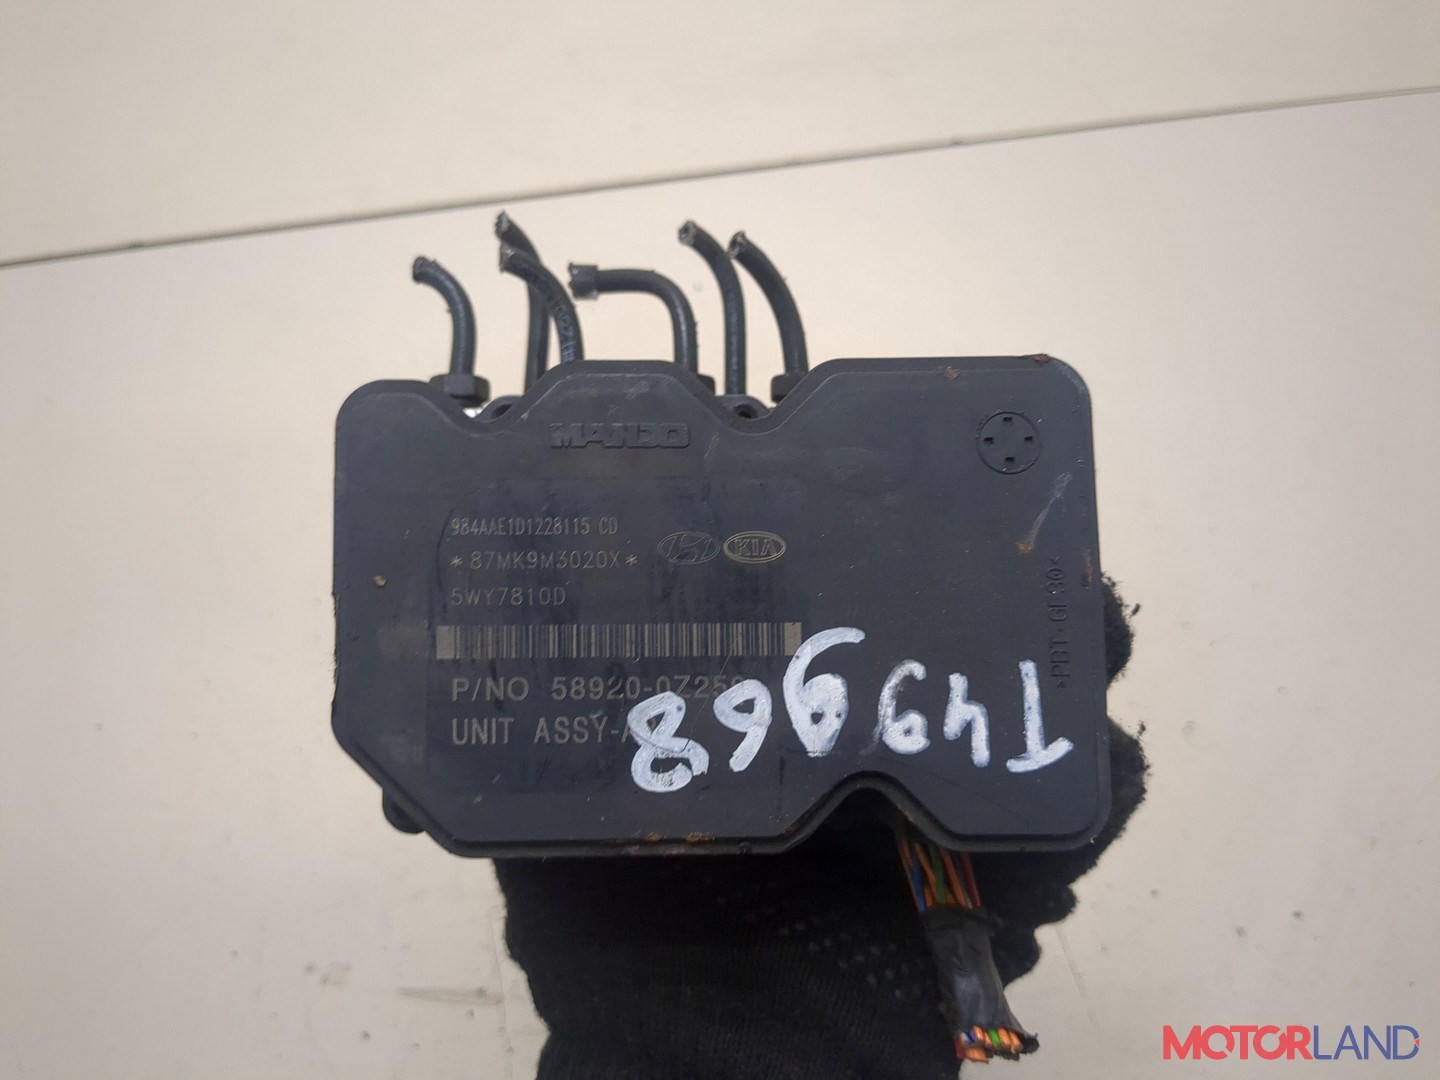 MANDO
984AAE1D1228115 CD
*87MK9M3020X*
KIA
5WY7810D
P/NO 58920-0Z25
UNIT ASSY-A
T49968
>PBT-GF30<
MOTORLAND